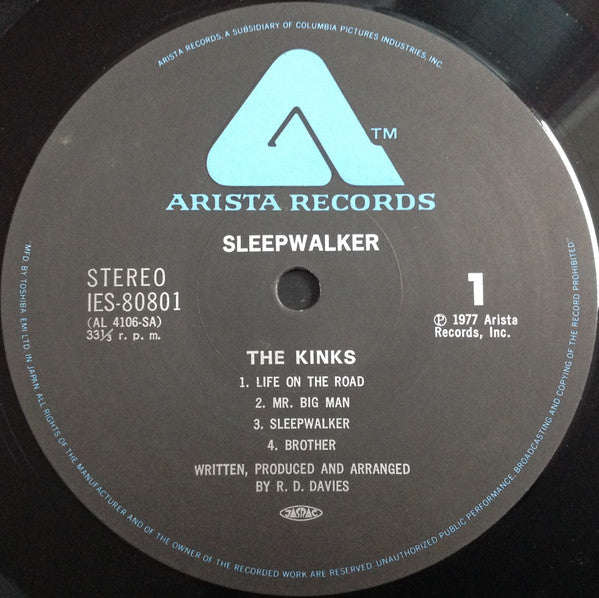 ARISTA RECORDS, A SUBSIDIARY OF COLUMBIA PICTURES INDUSTRIES, INC.
TM
ARISTA RECORDS
SLEEPWALKER
STEREO
IES-80801
(AL 4106-SA)
33⅓ r. p. m.
1
Ⓟ 1977 Arista
Records, Inc.
THE KINKS
1. LIFE ON THE ROAD
2. MR. BIG MAN
3. SLEEPWALKER
4. BROTHER
WRITTEN, PRODUCED AND ARRANGED
BY R. D. DAVIES
JASRAC
"MFD. BY TOSHIBA EMI LTD. IN JAPAN ALL RIGHTS OF THE MANUFACTURER AND OF THE OWNER OF THE RECORDED WORK ARE RESERVED UNAUTHORIZED PUBLIC PERFORMANCE, BROADCASTING AND COPYING OF THE RECORD PROHIBITED"